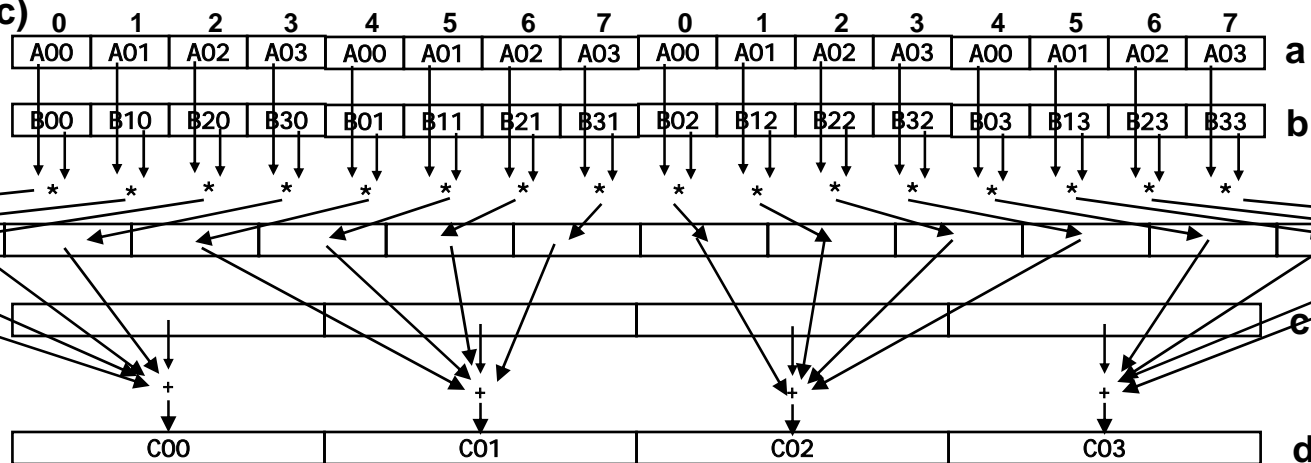 c) 0 1 2 3 4 5 6 7 0 1 2 3 4 5 6 7
A00 A01 A02 A03 A00 A01 A02 A03 A00 A01 A02 A03 A00 A01 A02 A03 a
B00 B10 B20 B30 B01 B11 B21 B31 B02 B12 B22 B32 B03 B13 B23 B33 b
* * * * * * * * * * * * * * * *
c
+ + + +
C00 C01 C02 C03 d